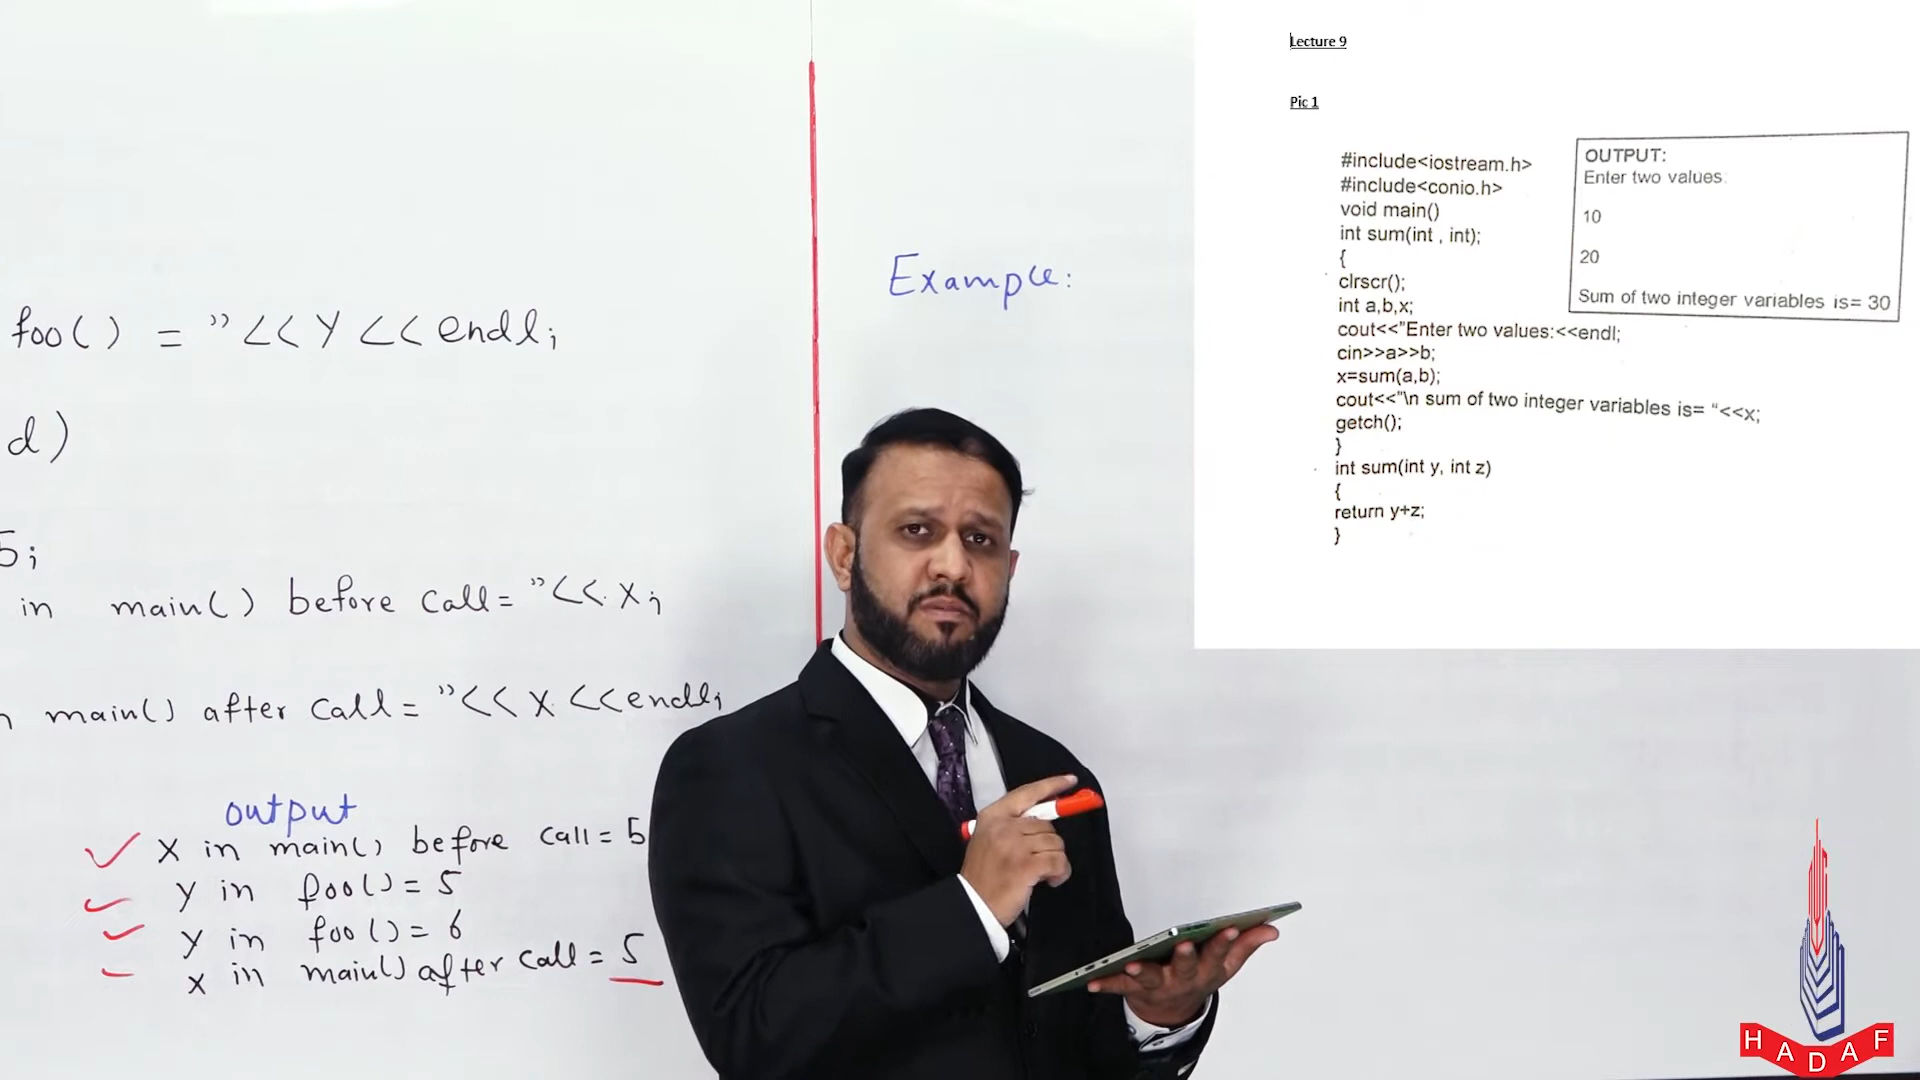 foo() = ”<< y << endl;
d)
5;
in main() before call = ”<< x;
main() after call = ”<< x <<endl;
output
x in main() before call = 5
y in foo() = 5
y in foo() = 6
x in main() after call = 5
Example:
Lecture 9
Pic 1
#include<iostream.h>
#include<conio.h>
void main()
int sum(int , int);
{
clrscr();
int a,b,x;
cout<<"Enter two values:<<endl;
cin>>a>>b;
x=sum(a,b);
cout<<"\n sum of two integer variables is= “<<x;
getch();
}
int sum(int y, int z)
{
return y+z;
}
OUTPUT:
Enter two values:
10
20
Sum of two integer variables is= 30
HADAF